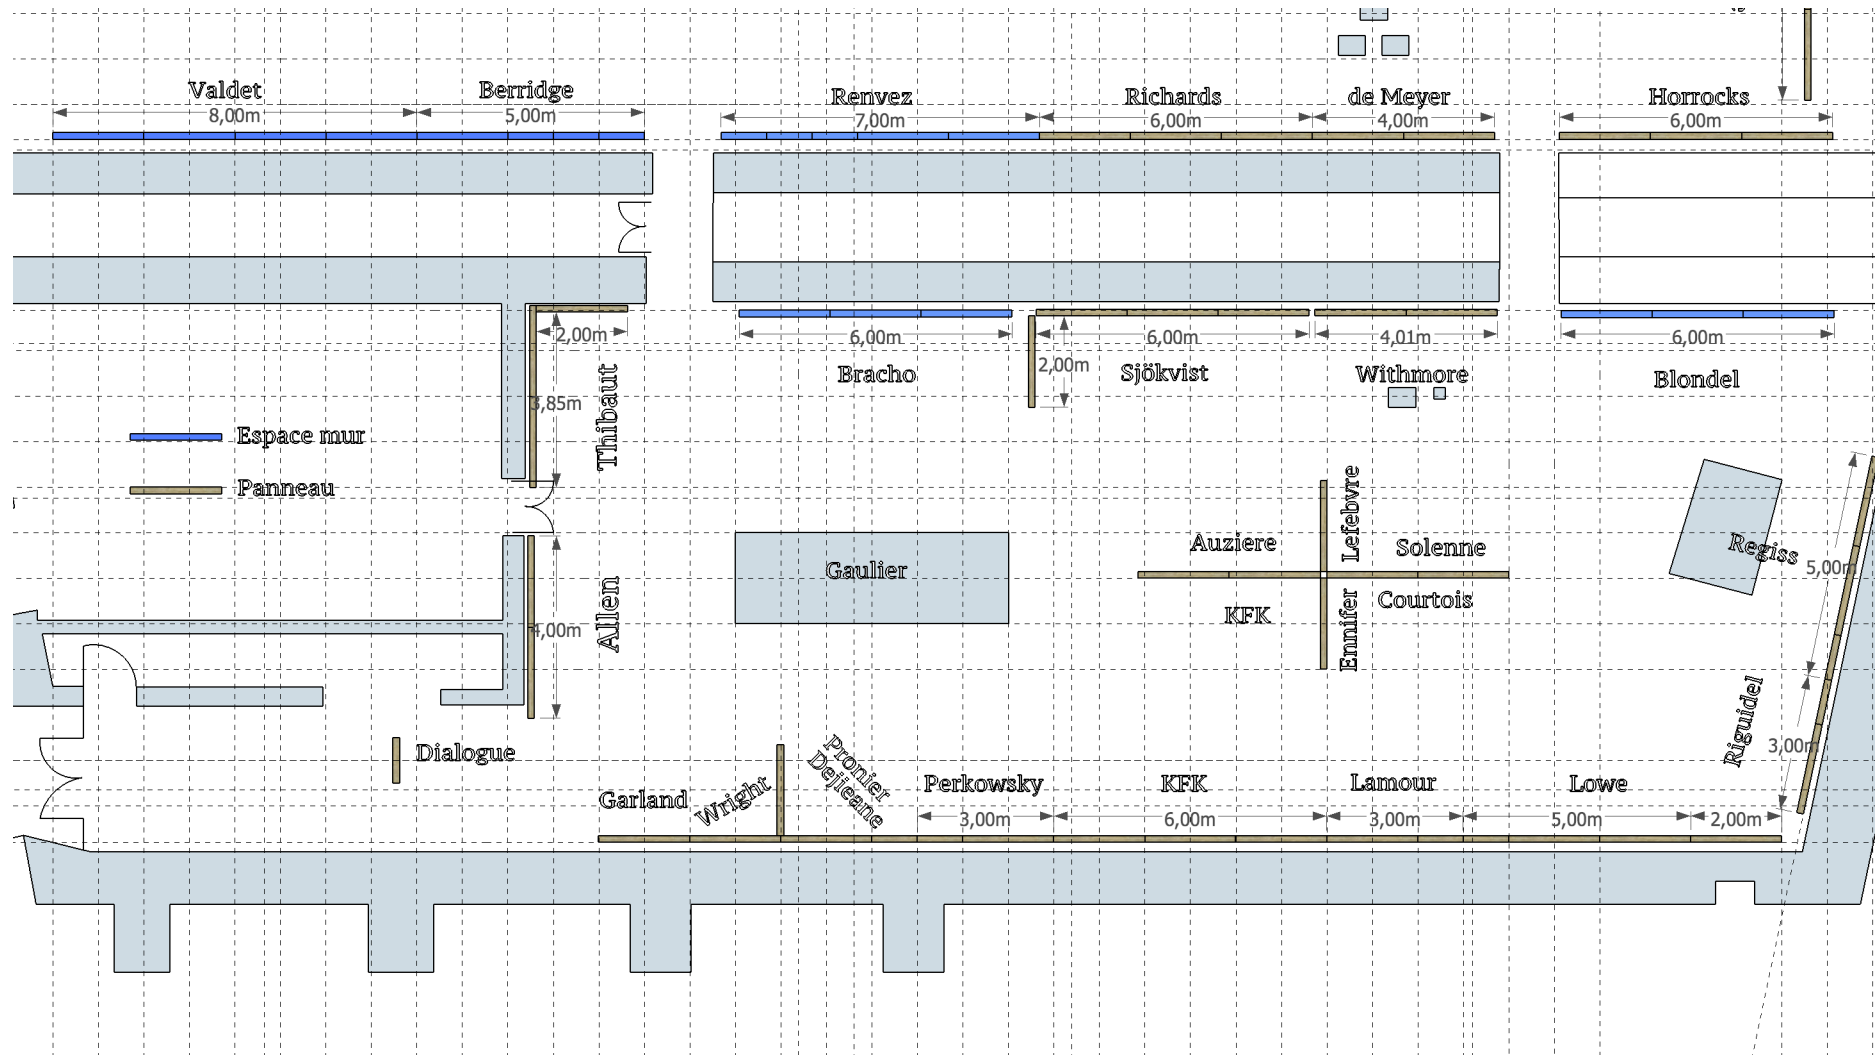 Valdet
Berridge
Renvez
Richards
de Meyer
Horrocks
8,00m
5,00m
7,00m
6,00m
4,00m
6,00m
2,00m
6,00m
6,00m
4,01m
6,00m
2,00m
Bracho
Sjökvist
Withmore
Blondel
3,85m
Thibaut
Espace mur
Panneau
Lefebvre
Auziere
Solenne
Regiss
5,00m
Gaulier
KFK
Ennifer
Courtois
Allen
4,00m
Riguidel
3,00m
Dialogue
Garland
Wright
Pronier
Dejieane
Perkowsky
KFK
Lamour
Lowe
3,00m
6,00m
3,00m
5,00m
2,00m